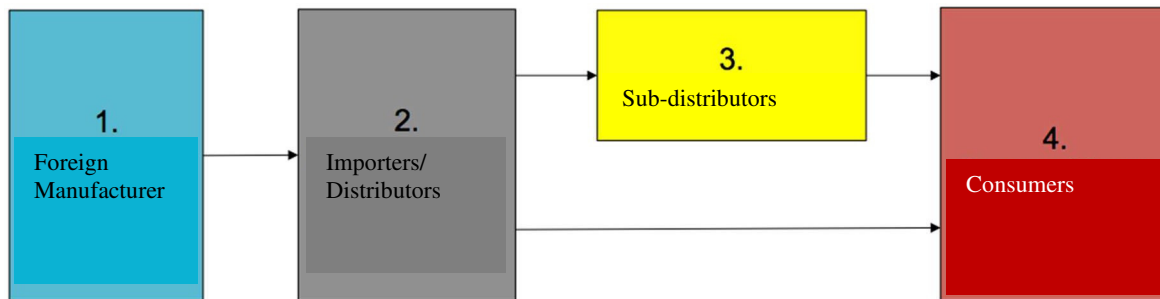 1.
Foreign
Manufacturer
2.
Importers/
Distributors
3.
Sub-distributors
4.
Consumers